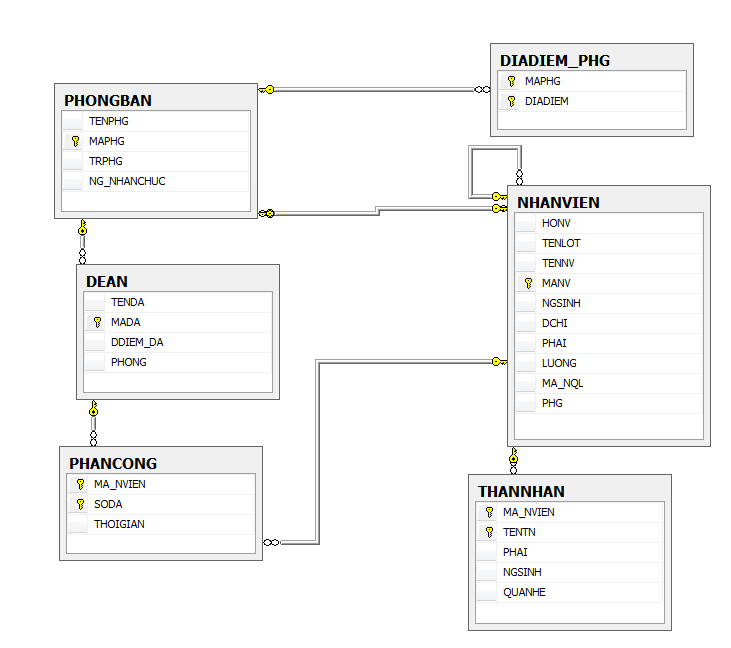 PHONGBAN
TENPHG
MAPHG
TRPHG
NG_NHANCHUC
DIADIEM_PHG
MAPHG
DIADIEM
NHANVIEN
HONV
TENLOT
TENNV
MANV
NGSINH
DCHI
PHAI
LUONG
MA_NQL
PHG
DEAN
TENDA
MADA
DDIEM_DA
PHONG
PHANCONG
MA_NVIEN
SODA
THOIGIAN
THANNHAN
MA_NVIEN
TENTN
PHAI
NGSINH
QUANHE